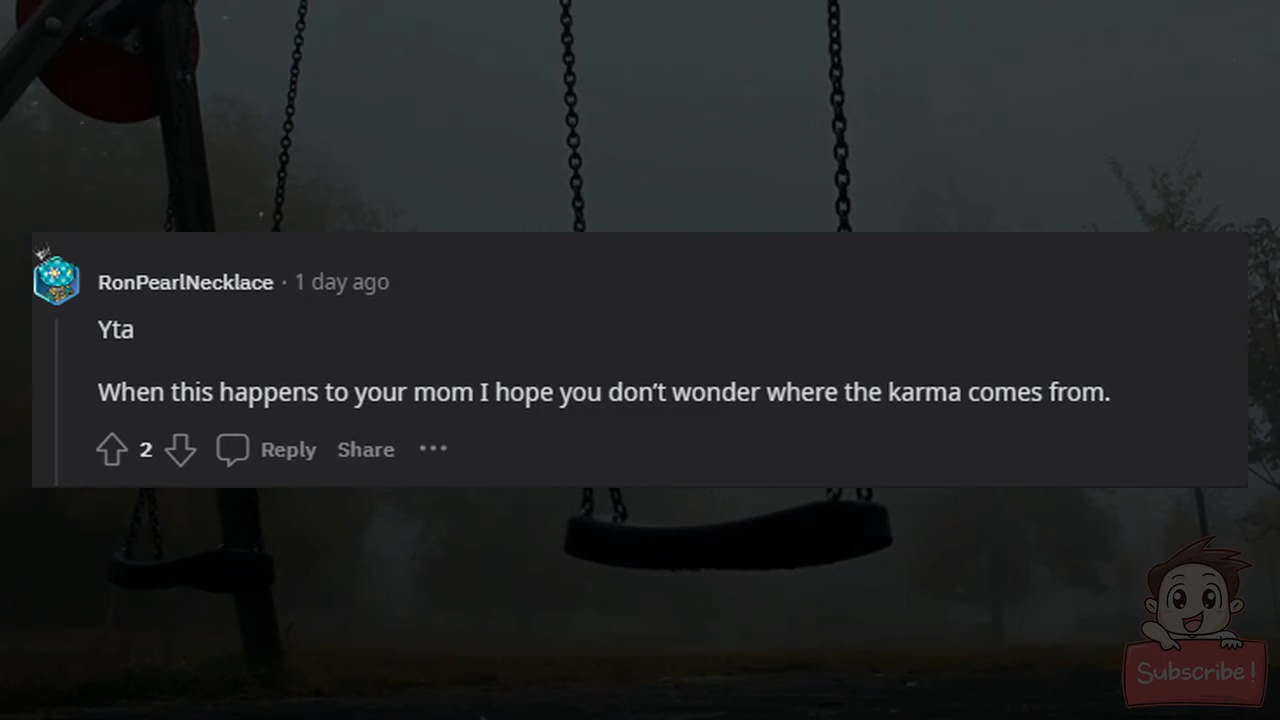 RonPearlNecklace · 1 day ago
Yta
When this happens to your mom I hope you don’t wonder where the karma comes from.
2 Reply Share ···
Subscribe!